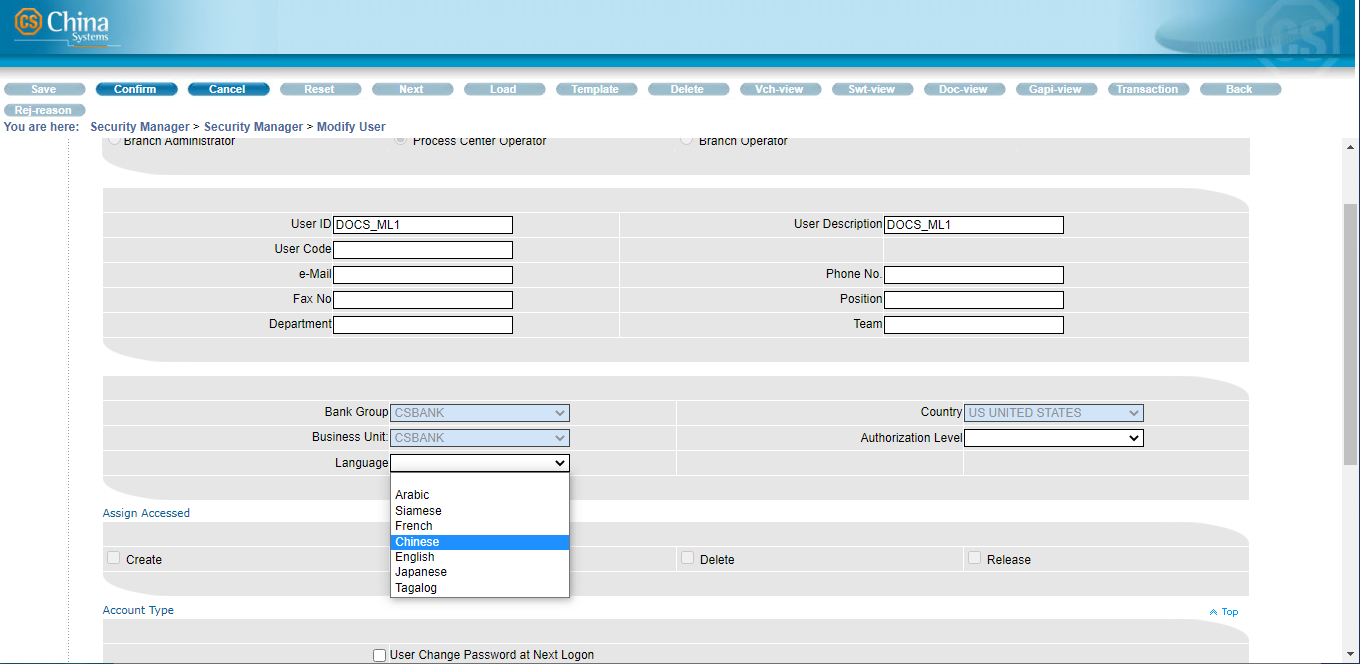 CS China
Systems
Save Confirm Cancel Reset Next Load Template Delete Vch-view Swt-view Doc-view Gapi-view Transaction Back
Rej-reason
You are here: Security Manager > Security Manager > Modify User
Branch Administrator Process Center Operator Branch Operator
User ID DOCS_ML1 User Description DOCS_ML1
User Code
e-Mail Phone No.
Fax No Position
Department Team
Bank Group CSBANK Country US UNITED STATES
Business Unit: CSBANK Authorization Level
Language
Arabic
Siamese
French
Chinese
English
Japanese
Tagalog
Assign Accessed
Create Delete Release
Account Type Top
User Change Password at Next Logon